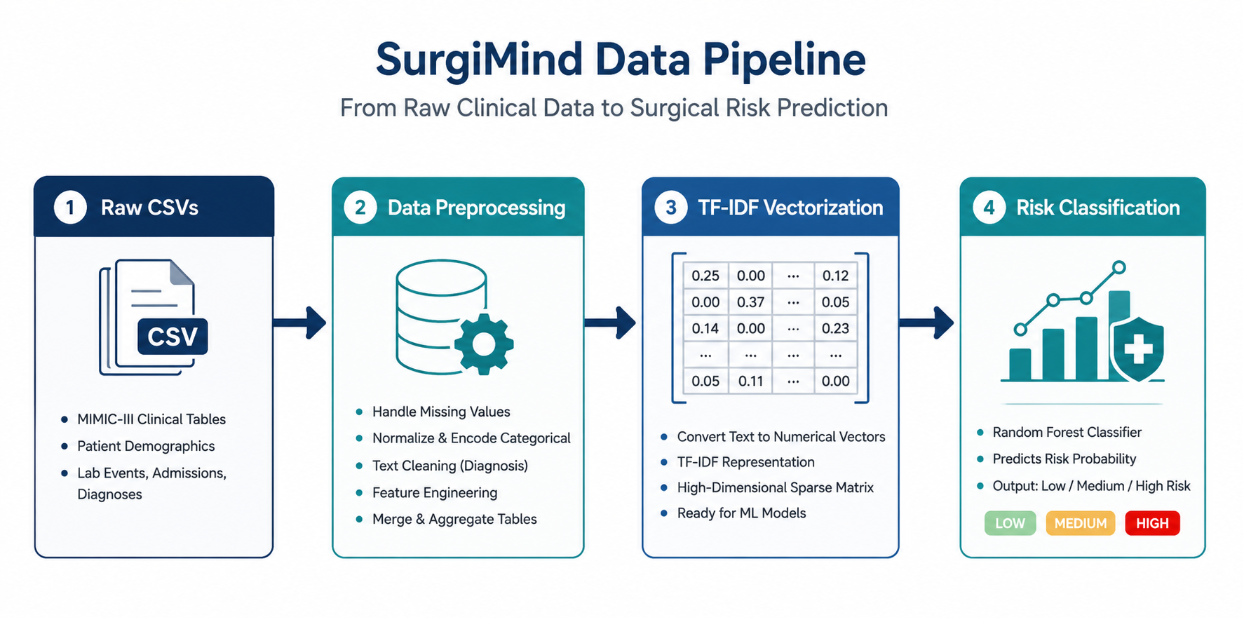 SurgiMind Data Pipeline
From Raw Clinical Data to Surgical Risk Prediction
1 Raw CSVs
CSV
• MIMIC-III Clinical Tables
• Patient Demographics
• Lab Events, Admissions,
Diagnoses
2 Data Preprocessing
• Handle Missing Values
• Normalize & Encode Categorical
• Text Cleaning (Diagnosis)
• Feature Engineering
• Merge & Aggregate Tables
3 TF-IDF Vectorization
0.25 0.00 ... 0.12
0.00 0.37 ... 0.05
0.14 0.00 ... 0.23
... ... ... ...
0.05 0.11 ... 0.00
• Convert Text to Numerical Vectors
• TF-IDF Representation
• High-Dimensional Sparse Matrix
• Ready for ML Models
4 Risk Classification
• Random Forest Classifier
• Predicts Risk Probability
• Output: Low / Medium / High Risk
LOW MEDIUM HIGH